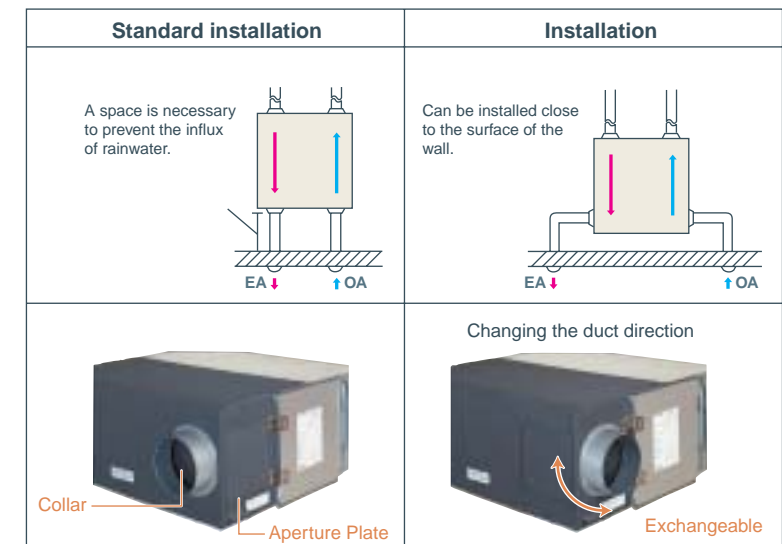 Standard installation
Installation
A space is necessary
to prevent the influx
of rainwater.
Can be installed close
to the surface of the
wall.
EA
OA
EA
OA
Changing the duct direction
Collar
Aperture Plate
Exchangeable